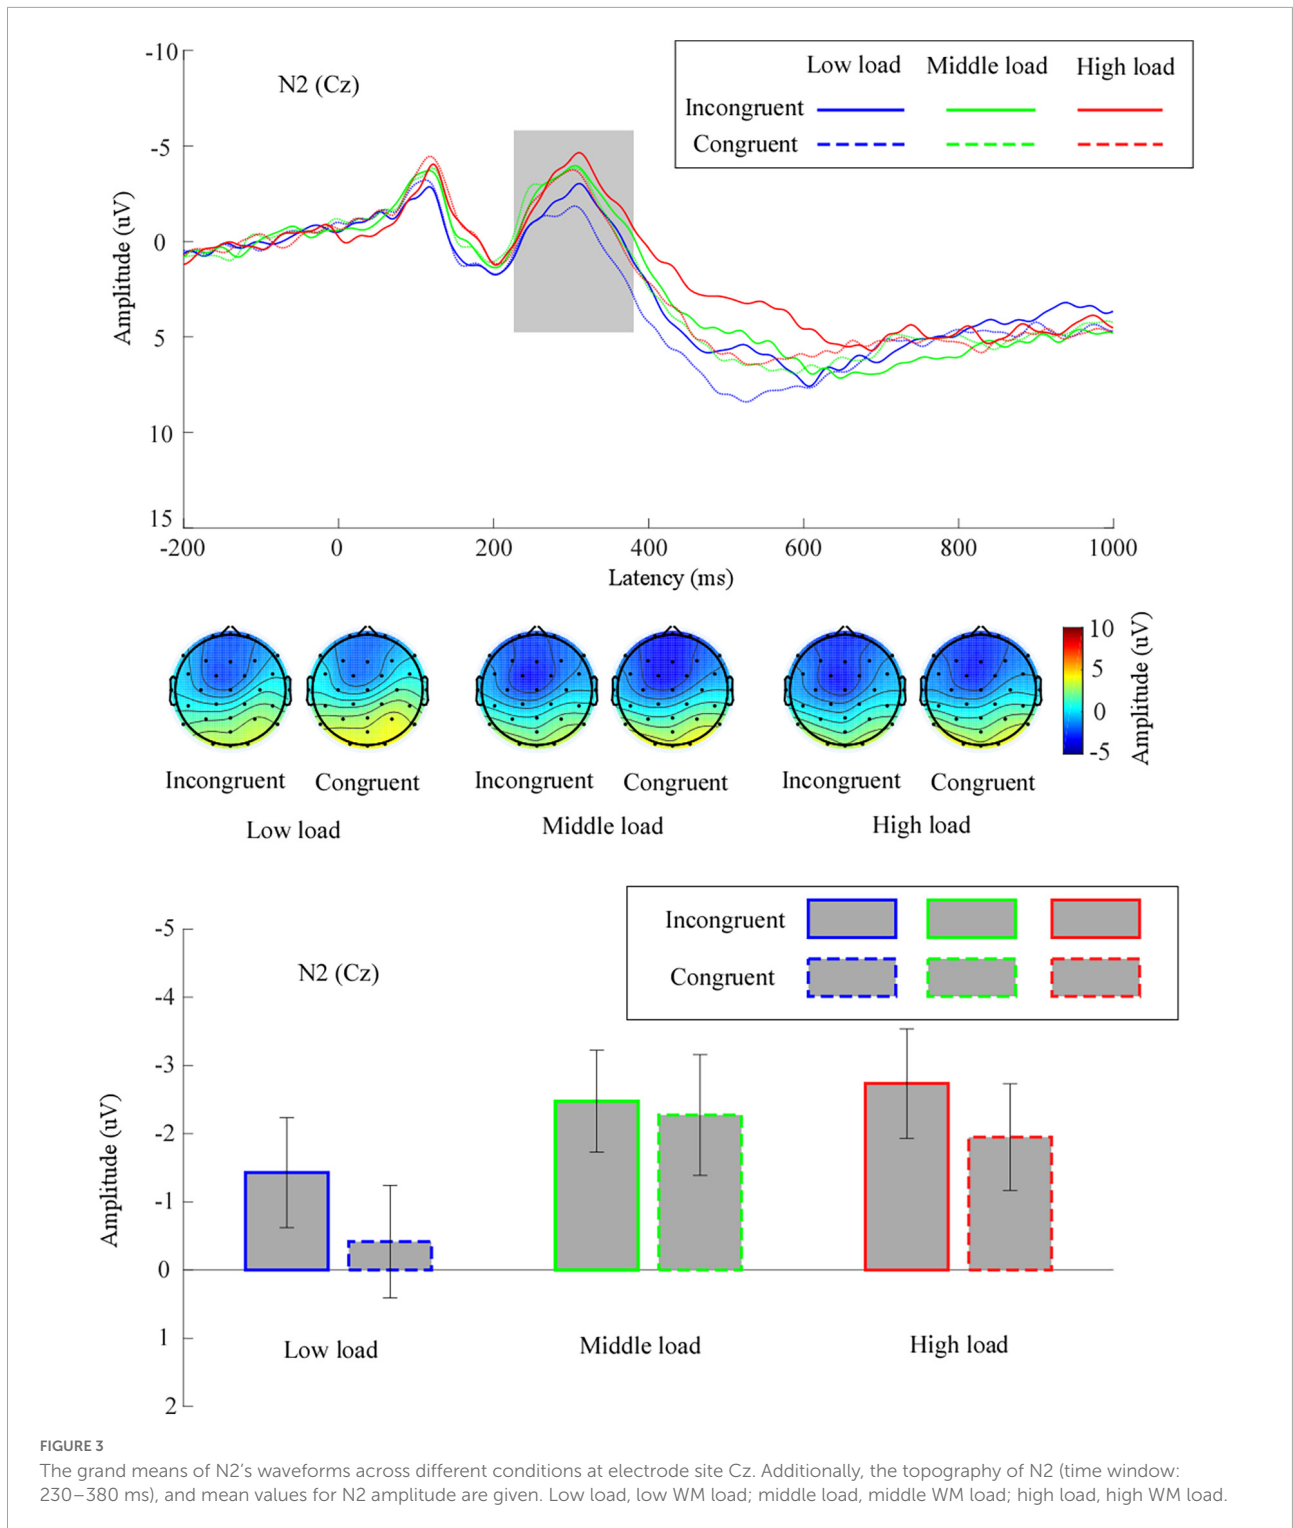 -10
-5
0
5
10
15
Amplitude (uV)
N2 (Cz)
Low load Middle load High load
Incongruent
Congruent
-200 0 200 400 600 800 1000
Latency (ms)
Incongruent Congruent Incongruent Congruent Incongruent Congruent
Low load Middle load High load
10
5
0
-5
Amplitude (uV)
Incongruent
Congruent
N2 (Cz)
-5
-4
-3
-2
-1
0
1
2
Amplitude (uV)
Low load Middle load High load
FIGURE 3
The grand means of N2’s waveforms across different conditions at electrode site Cz. Additionally, the topography of N2 (time window:
230–380 ms), and mean values for N2 amplitude are given. Low load, low WM load; middle load, middle WM load; high load, high WM load.